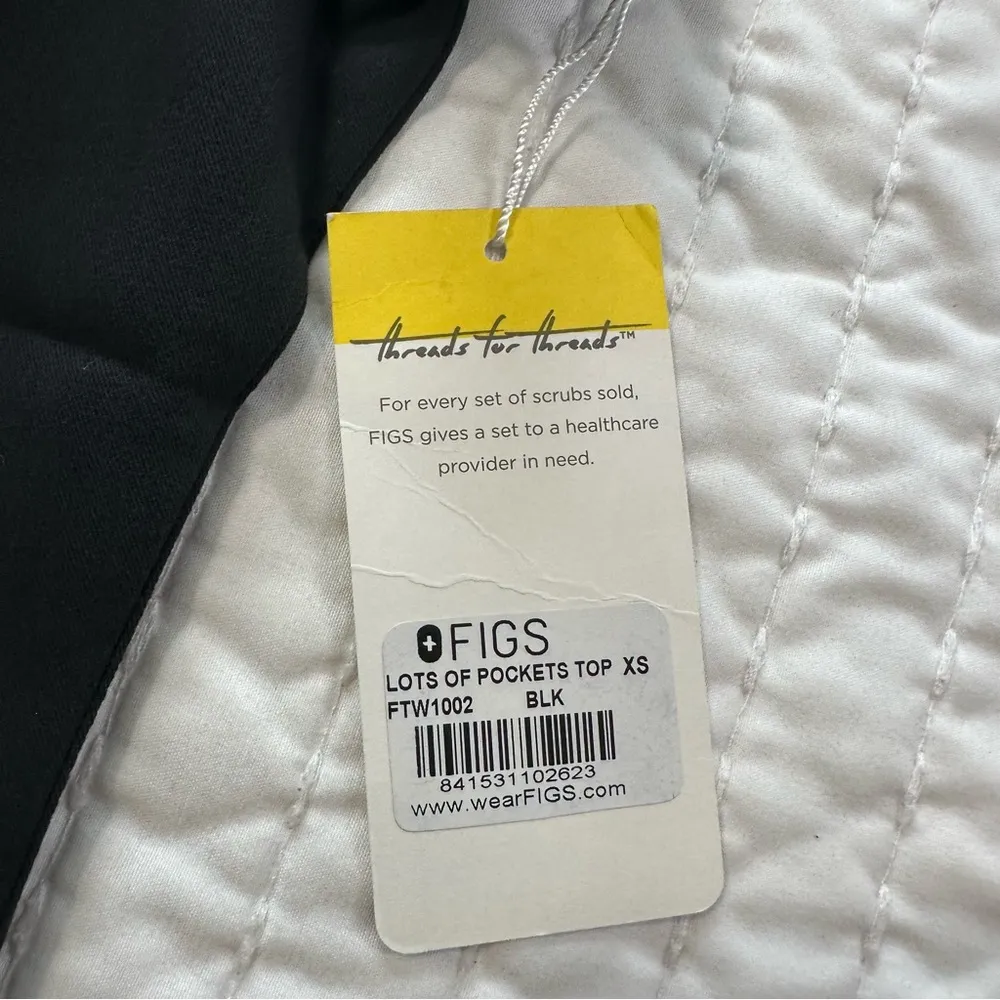 threads for threads™
For every set of scrubs sold,
FIGS gives a set to a healthcare
provider in need.
FIGS
LOTS OF POCKETS TOP XS
FTW1002 BLK
841531102623
www.wearFIGS.com